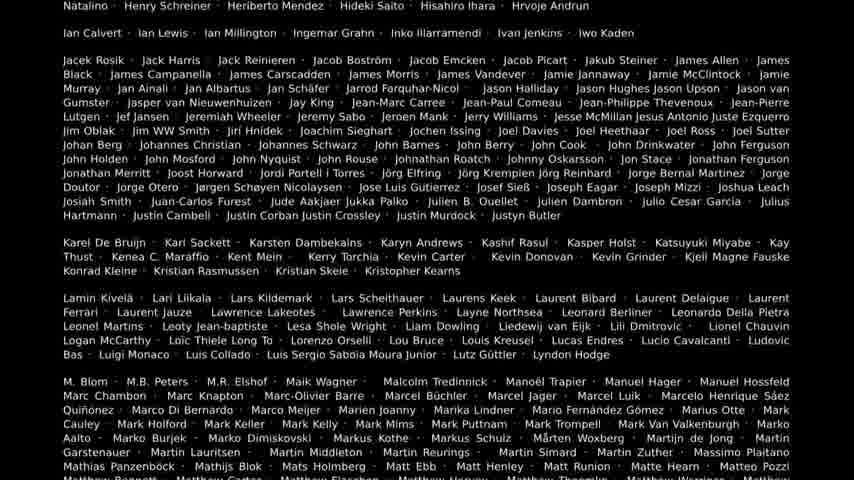 Natalino · Henry Schreiner · Heriberto Mendez · Hideki Saito · Hisahiro Ihara · Hrvoje Andrun
Ian Calvert · Ian Lewis · Ian Millington · Ingemar Grahn · Inko Illarramendi · Ivan Jenkins · Iwo Kaden
Jacek Rosik · Jack Harris · Jack Reinieren · Jacob Boström · Jacob Emcken · Jacob Picart · Jakub Steiner · James Allen · James
Black · James Campanella · James Carscadden · James Morris · James Vandever · Jamie Jannaway · Jamie McClintock · Jamie
Murray · Jan Ainali · Jan Albartus · Jan Schäfer · Jarrod Farquhar-Nicol · Jason Halliday · Jason Hughes Jason Upson · Jason van
Gumster · Jasper van Nieuwenhuizen · Jay King · Jean-Marc Carree · Jean-Paul Comeau · Jean-Philippe Thevenoux · Jean-Pierre
Lutgen · Jef Jansen · Jeremiah Wheeler · Jeremy Sabo · Jeroen Mank · Jerry Williams · Jesse McMillan Jesus Antonio Juste Ezquerro
Jim Oblak · Jim WW Smith · Jirí Hnídek · Joachim Sieghart · Jochen Issing · Joel Davies · Joel Heethaar · Joel Ross · Joel Sutter
Johan Berg · Johannes Christian · Johannes Schwarz · John Barnes · John Berry · John Cook · John Drinkwater · John Ferguson
John Holden · John Mosford · John Nyquist · John Rouse · Johnathan Roatch · Johnny Oskarsson · Jon Stace · Jonathan Ferguson
Jonathan Merritt · Joost Horward · Jordi Portell i Torres · Jörg Elfring · Jörg Kremplen Jörg Reinhard · Jorge Bernal Martinez · Jorge
Doutor · Jorge Otero · Jørgen Schøyen Nicolaysen · Jose Luis Gutierrez · Josef Sieß · Joseph Eagar · Joseph Mizzi · Joshua Leach
Josiah Smith · Juan-Carlos Furest · Jude Aakjaer Jukka Palko · Julien B. Ouellet · Julien Dambron · Julio Cesar Garcia · Julius
Hartmann · Justin Cambell · Justin Corban Justin Crossley · Justin Murdock · Justyn Butler
Karel De Bruijn · Karl Sackett · Karsten Dambekalns · Karyn Andrews · Kashif Rasul · Kasper Holst · Katsuyuki Miyabe · Kay
Thust · Kenea C. Maraffio · Kent Mein · Kerry Torchia · Kevin Carter · Kevin Donovan · Kevin Grinder · Kjell Magne Fauske
Konrad Kleine · Kristian Rasmussen · Kristian Skeie · Kristopher Kearns
Lamin Kivelä · Lari Liikala · Lars Kildemark · Lars Scheithauer · Laurens Keek · Laurent Bibard · Laurent Delaigue · Laurent
Ferrari · Laurent Jauze · Lawrence Lakeotes · Lawrence Perkins · Layne Northsea · Leonard Berliner · Leonardo Della Pietra
Leonel Martins · Leoty Jean-baptiste · Lesa Shole Wright · Liam Dowling · Liedewij van Eijk · Lili Dmitrovic · Lionel Chauvin
Logan McCarthy · Loïc Thiele Long To · Lorenzo Orselli · Lou Bruce · Louis Kreusel · Lucas Endres · Lucio Cavalcanti · Ludovic
Bas · Luigi Monaco · Luis Collado · Luis Sergio Saboia Moura Junior · Lutz Güttler · Lyndon Hodge
M. Blom · M.B. Peters · M.R. Elshof · Maik Wagner · Malcolm Tredinnick · Manoël Trapier · Manuel Hager · Manuel Hossfeld
Marc Chambon · Marc Knapton · Marc-Olivier Barre · Marcel Büchler · Marcel Jager · Marcel Luik · Marcelo Henrique Sáez
Quiñónez · Marco Di Bernardo · Marco Meijer · Marien Joanny · Marika Lindner · Mario Fernández Gómez · Marius Otte · Mark
Cauley · Mark Holford · Mark Keller · Mark Kelly · Mark Mims · Mark Puttnam · Mark Trompell · Mark Van Valkenburgh · Marko
Aalto · Marko Burjek · Marko Dimiskovski · Markus Kothe · Markus Schulz · Mårten Woxberg · Martijn de Jong · Martin
Garstenauer · Martin Lauritsen · Martin Middleton · Martin Reurings · Martin Simard · Martin Zuther · Massimo Plaitano
Mathias Panzenböck · Mathijs Blok · Mats Holmberg · Matt Ebb · Matt Henley · Matt Runion · Matte Hearn · Matteo Pozzi